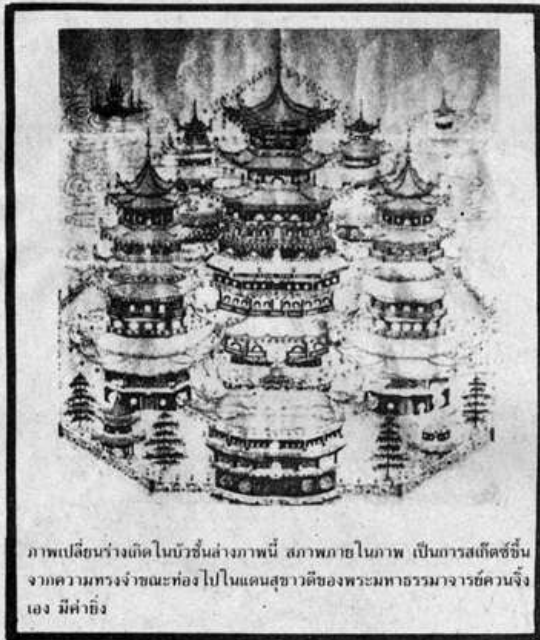 ภาพเปลี่ยนร่างเกิดในบัวชั้นล่างภาพนี้ สภาพภายในภาพ เป็นการสเก๊ตซ์ขึ้น
จากความทรงจำขณะท่องไปในแดนสุขาวดีของพระมหาธรรมาจารย์ควนจิ้ง
เอง มีค่ายิ่ง